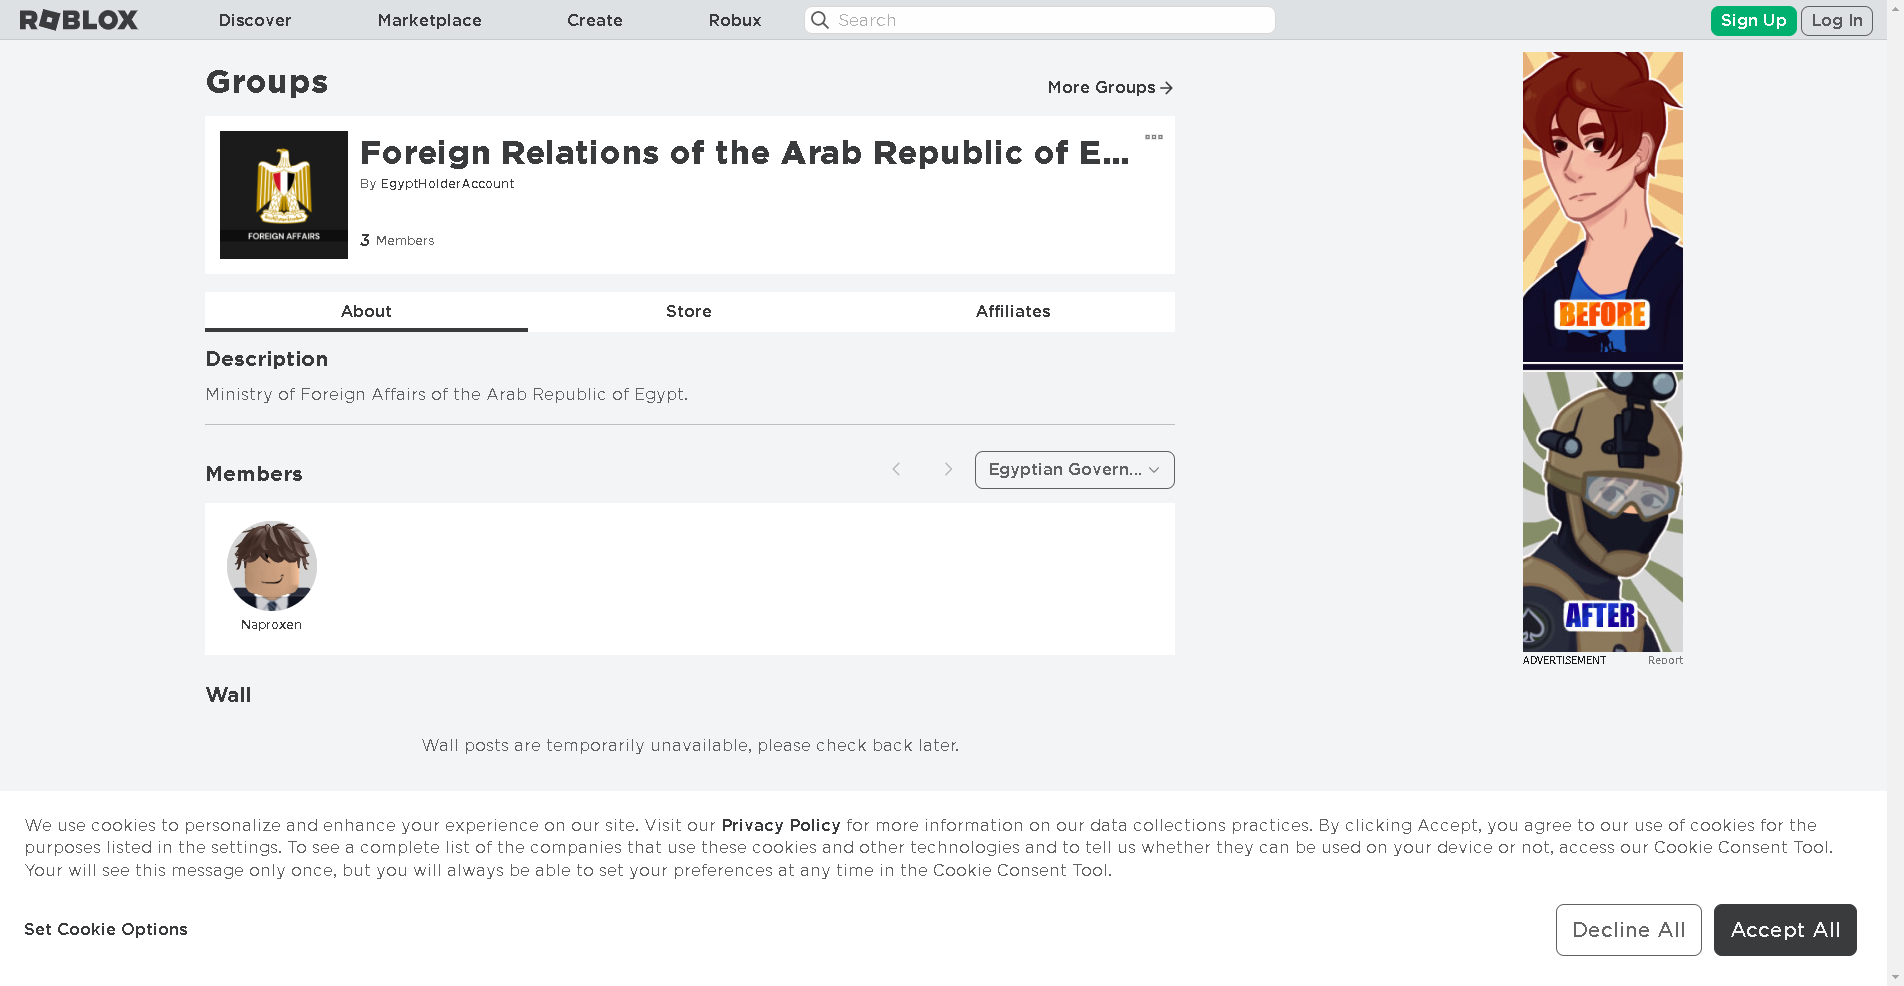 ROBLOX
Discover
Marketplace
Create
Robux
Search
Sign Up
Log In
Groups
More Groups
FOREIGN AFFAIRS
Foreign Relations of the Arab Republic of E...
By EgyptHolderAccount
3 Members
About
Store
Affiliates
Description
Ministry of Foreign Affairs of the Arab Republic of Egypt.
Members
Egyptian Govern...
Naproxen
Wall
Wall posts are temporarily unavailable, please check back later.
BEFORE
AFTER
ADVERTISEMENT
Report
We use cookies to personalize and enhance your experience on our site. Visit our Privacy Policy for more information on our data collections practices. By clicking Accept, you agree to our use of cookies for the
purposes listed in the settings. To see a complete list of the companies that use these cookies and other technologies and to tell us whether they can be used on your device or not, access our Cookie Consent Tool.
Your will see this message only once, but you will always be able to set your preferences at any time in the Cookie Consent Tool.
Set Cookie Options
Decline All
Accept All